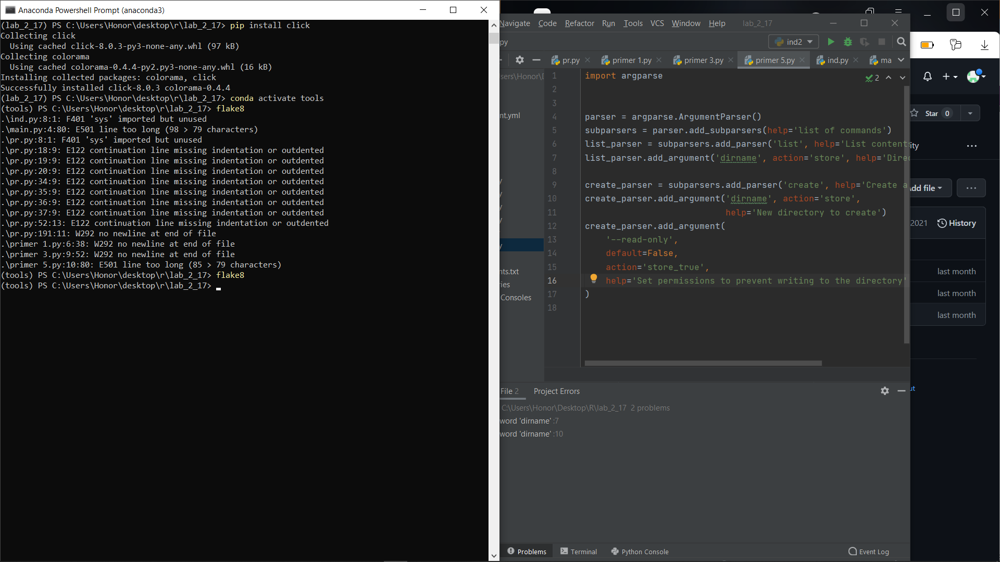 Anaconda Powershell Prompt (anaconda3)
(lab_2_17) PS C:\Users\Honor\desktop\r\lab_2_17> pip install click
Collecting click
  Using cached click-8.0.3-py3-none-any.whl (97 kB)
Collecting colorama
  Using cached colorama-0.4.4-py2.py3-none-any.whl (16 kB)
Installing collected packages: colorama, click
Successfully installed click-8.0.3 colorama-0.4.4
(lab_2_17) PS C:\Users\Honor\desktop\r\lab_2_17> conda activate tools
(tools) PS C:\Users\Honor\desktop\r\lab_2_17> flake8
.\ind.py:8:1: F401 'sys' imported but unused
.\main.py:4:80: E501 line too long (98 > 79 characters)
.\pr.py:8:1: F401 'sys' imported but unused
.\pr.py:18:9: E122 continuation line missing indentation or outdented
.\pr.py:19:9: E122 continuation line missing indentation or outdented
.\pr.py:20:9: E122 continuation line missing indentation or outdented
.\pr.py:34:9: E122 continuation line missing indentation or outdented
.\pr.py:35:9: E122 continuation line missing indentation or outdented
.\pr.py:36:9: E122 continuation line missing indentation or outdented
.\pr.py:37:9: E122 continuation line missing indentation or outdented
.\pr.py:52:13: E122 continuation line missing indentation or outdented
.\pr.py:191:11: W292 no newline at end of file
.\primer 1.py:6:38: W292 no newline at end of file
.\primer 3.py:9:52: W292 no newline at end of file
.\primer 5.py:10:80: E501 line too long (85 > 79 characters)
(tools) PS C:\Users\Honor\desktop\r\lab_2_17> flake8
(tools) PS C:\Users\Honor\desktop\r\lab_2_17>
Navigate Code Refactor Run Tools VCS Window Help lab_2_17
py
ind2
pr.py primer 1.py primer 3.py primer 5.py ind.py ma
sers\Honor\D
nt.yml
y
y
y
y
y
nts.txt
ries
Consoles
2
1 import argparse
2
3
4 parser = argparse.ArgumentParser()
5 subparsers = parser.add_subparsers(help='list of commands')
6 list_parser = subparsers.add_parser('list', help='List content
7 list_parser.add_argument('dirname', action='store', help='Direc
8
9 create_parser = subparsers.add_parser('create', help='Create a
10 create_parser.add_argument('dirname', action='store',
11                            help='New directory to create')
12 create_parser.add_argument(
13     '--read-only',
14     default=False,
15     action='store_true',
16     help='Set permissions to prevent writing to the directory'
17 )
18
File 2 Project Errors
C:\Users\Honor\Desktop\R\lab_2_17 2 problems
word 'dirname' :7
word 'dirname' :10
Problems Terminal Python Console Event Log
Star 0
ity
dd file
2021 History
last month
last month
last month
ut